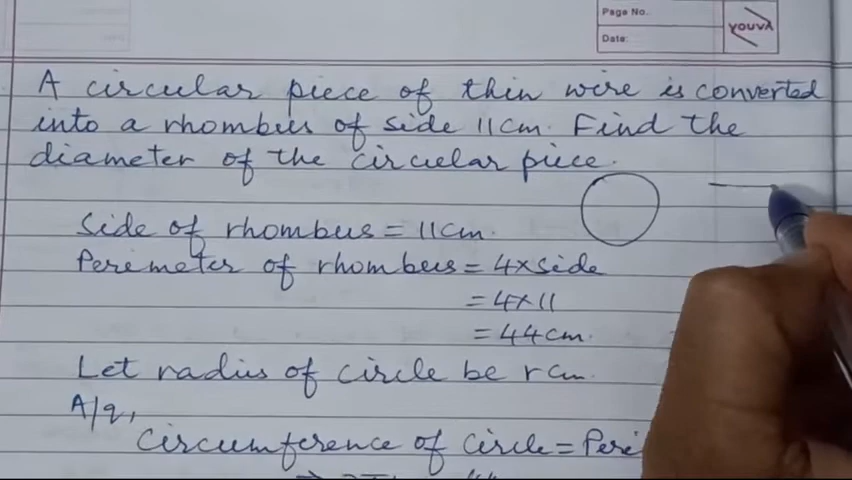 Page No.
Date:
YOUVA
A circular piece of thin wire is converted
into a rhombus of side 11cm. Find the
diameter of the circular piece.
Side of rhombus = 11cm.
Perimeter of rhombus = 4×side
= 4×11
= 44cm.
Let radius of circle be r cm.
A/q,
Circumference of circle = Peri